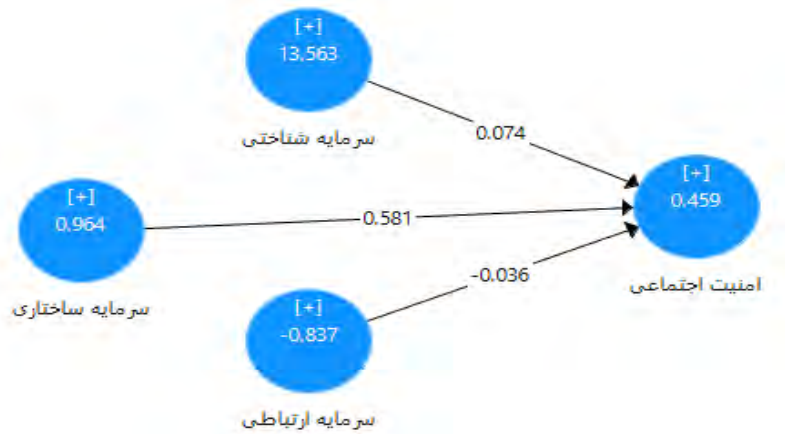 [+]
13.563
سرمایه شناختی
0.074
[+]
0.964
سرمایه ساختاری
0.581
[+]
0.459
امنیت اجتماعی
-0.036
[+]
-0.837
سرمایه ارتباطی